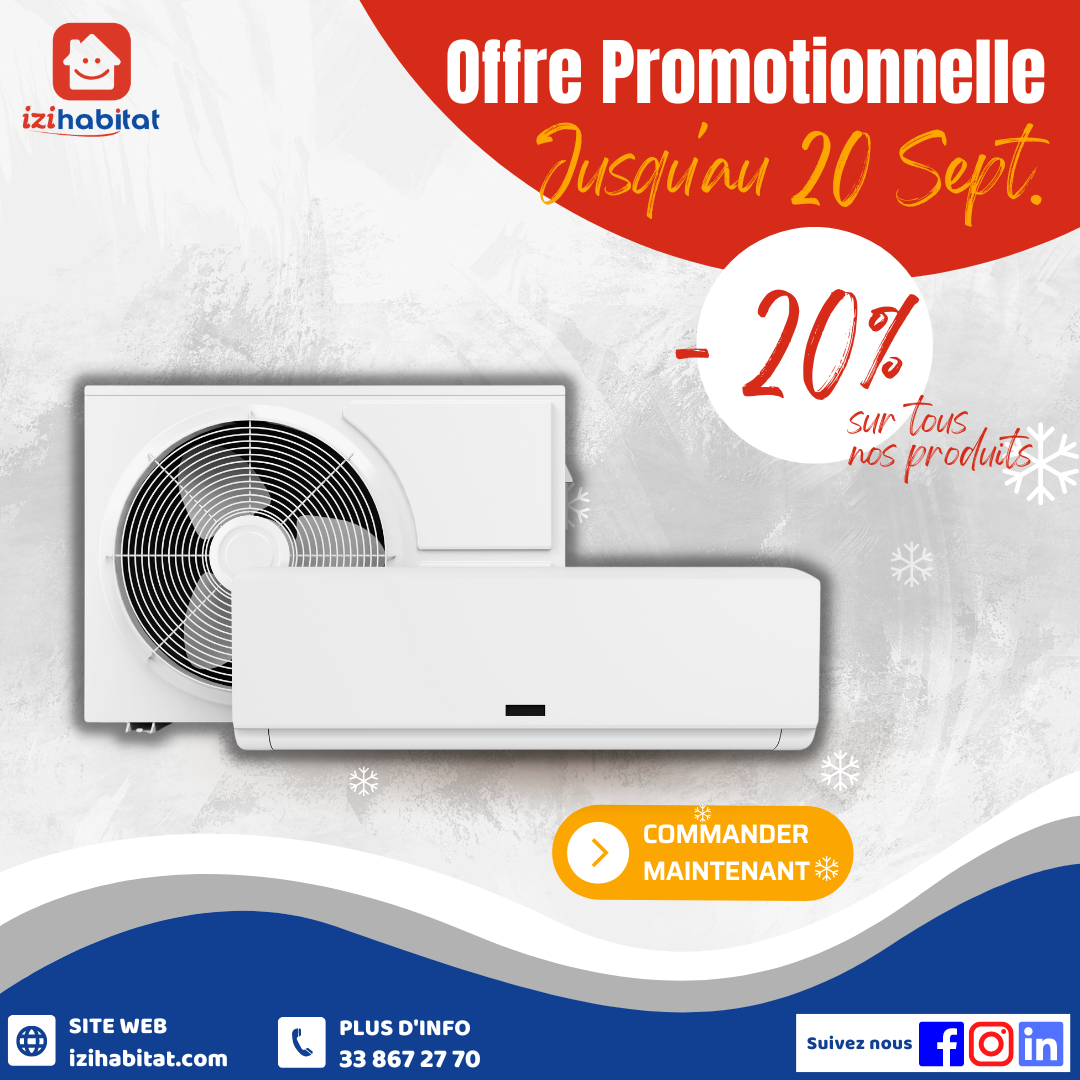 izihabitat
Offre Promotionnelle
Jusqu'au 20 Sept.
- 20%
sur tous
nos produits
COMMANDER
MAINTENANT
SITE WEB
izihabitat.com
PLUS D'INFO
33 867 27 70
Suivez nous